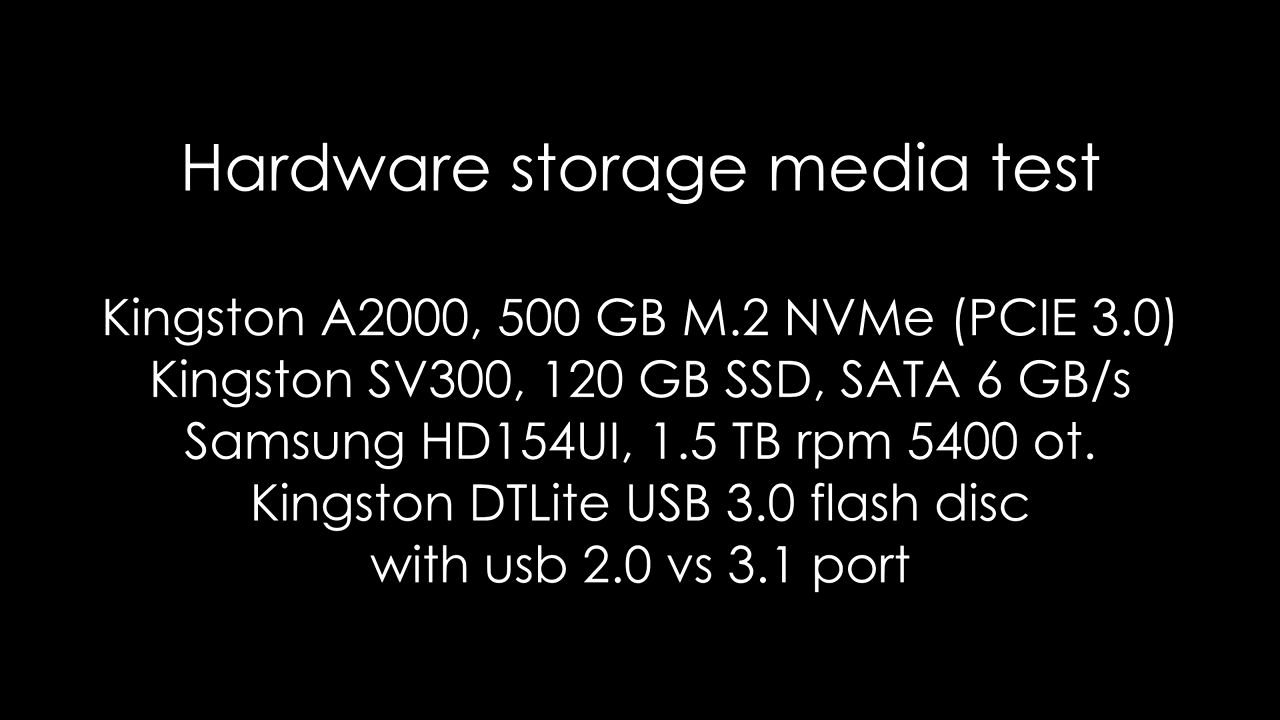 Hardware storage media test
Kingston A2000, 500 GB M.2 NVMe (PCIE 3.0)
Kingston SV300, 120 GB SSD, SATA 6 GB/s
Samsung HD154UI, 1.5 TB rpm 5400 ot.
Kingston DTLite USB 3.0 flash disc
with usb 2.0 vs 3.1 port